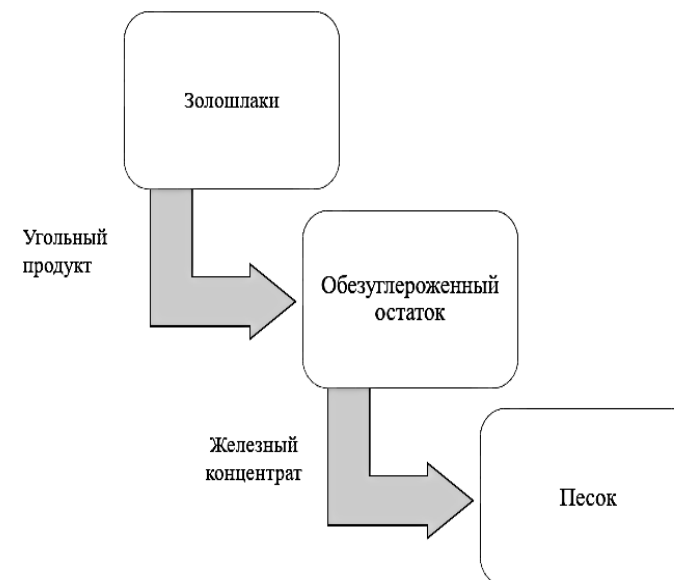 Золошлаки
Угольный
продукт
Обезуглероженный
остаток
Железный
концентрат
Песок